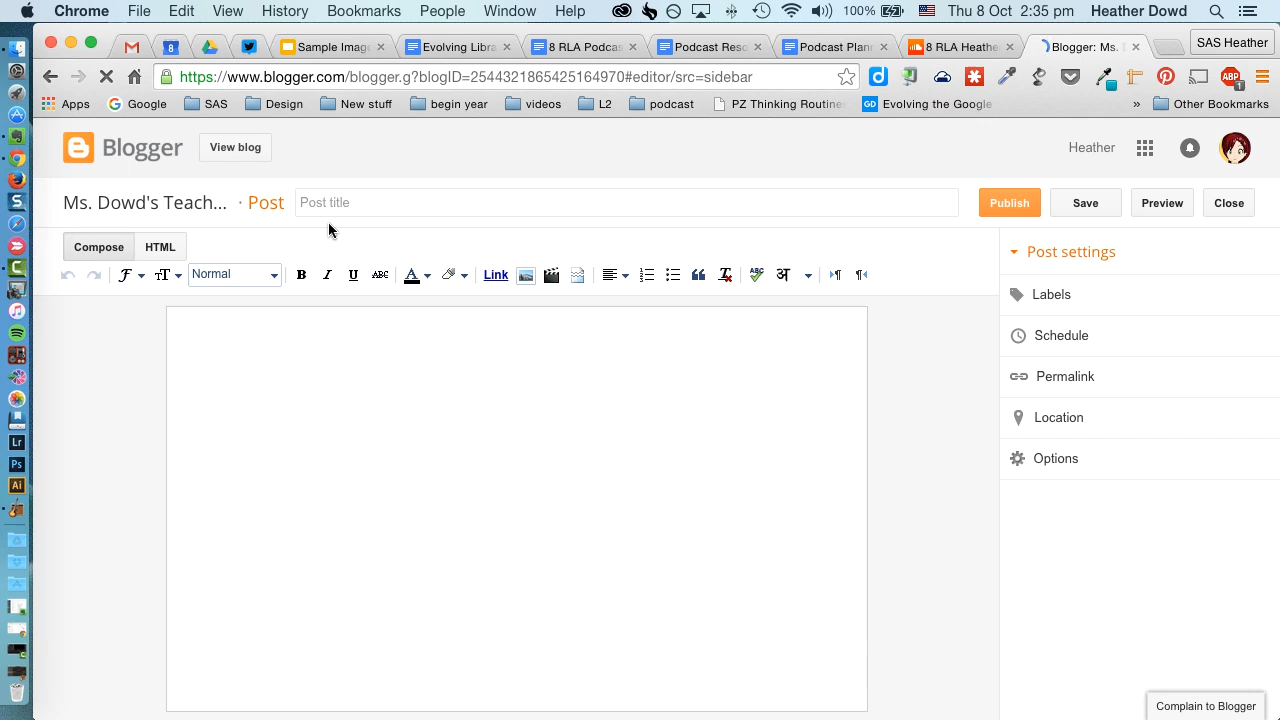 Chrome File Edit View History Bookmarks People Window Help 100% Thu 8 Oct 2:35 pm Heather Dowd
Sample Imag Evolving Libra 8 RLA Podcas Podcast Reso Podcast Plan 8 RLA Heathe Blogger: Ms. SAS Heather
https://www.blogger.com/blogger.g?blogID=2544321865425164970#editor/src=sidebar
Apps Google SAS Design New stuff begin year videos L2 podcast PZ Thinking Routine Evolving the Google » Other Bookmarks
Blogger View blog Heather
Ms. Dowd's Teach... · Post Post title Publish Save Preview Close
Compose HTML Post settings
Normal B I U ABC A Link अ
Labels
Schedule
Permalink
Location
Options
Lr
Ps
Ai
Complain to Blogger